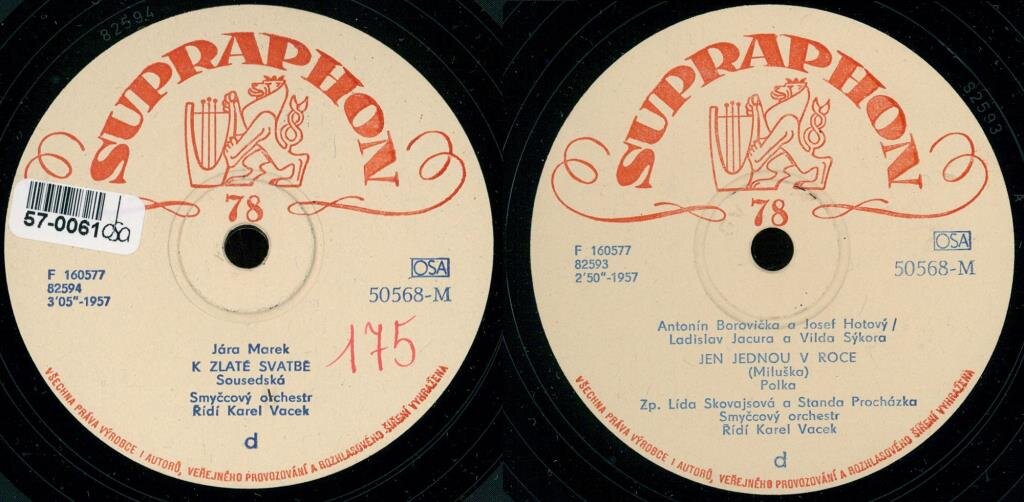 82594
SUPRAPHON
78
57-0061 osa
F 160577
82594
3'05"-1957
OSA
50568-M
175
Jára Marek
K ZLATÉ SVATBĚ
Sousedská
Smyčcový orchestr
Řídí Karel Vacek
d
VŠECHNA PRÁVA VÝROBCE I AUTORŮ, VEŘEJNÉHO PROVOZOVÁNÍ A ROZHLASOVÉHO ŠÍŘENÍ VYHRAŽENA
82593
SUPRAPHON
78
F 160577
82593
2'50"-1957
OSA
50568-M
Antonín Borovička a Josef Hotový/
Ladislav Jacura a Vilda Sýkora
JEN JEDNOU V ROCE
(Miluška)
Polka
Zp. Lída Skovajsová a Standa Procházka
Smyčcový orchestr
Řídí Karel Vacek
d
VŠECHNA PRÁVA VÝROBCE I AUTORŮ, VEŘEJNÉHO PROVOZOVÁNÍ A ROZHLASOVÉHO ŠÍŘENÍ VYHRAŽENA